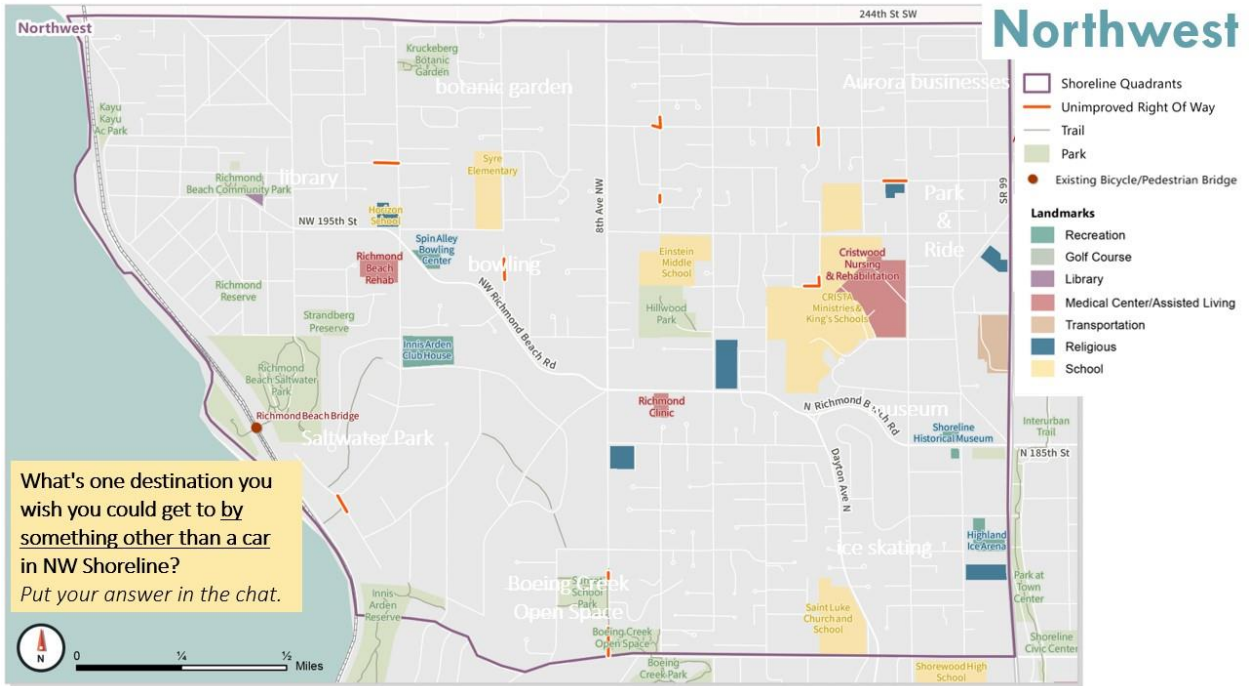 Northwest
244th St SW
Northwest
Kruckeberg
Botanic
Garden
botanic garden
Aurora businesses
Shoreline Quadrants
Unimproved Right Of Way
Trail
Park
Existing Bicycle/Pedestrian Bridge
Landmarks
Recreation
Golf Course
Library
Medical Center/Assisted Living
Transportation
Religious
School
Kayu
Kayu
Ac Park
Richmond
Beach Community Park
library
Syre
Elementary
8th Ave NW
SR 99
Park
&
Ride
NW 195th St
Horizon
School
Spin Alley
Bowling
Center
bowling
Richmond
Beach
Rehab
Einstein
Middle
School
Cristwood
Nursing
& Rehabilitation
CRISTA
Ministries &
King's Schools
Hillwood
Park
Richmond
Reserve
Strandberg
Preserve
NW Richmond Beach Rd
Innis Arden
Club House
Richmond
Beach Saltwater
Park
Richmond Beach Bridge
Saltwater Park
Richmond
Clinic
N Richmond Beach Rd
museum
Shoreline
Historical Museum
Interurban
Trail
N 185th St
Dayton Ave N
What's one destination you
wish you could get to by
something other than a car
in NW Shoreline?
Put your answer in the chat.
ice skating
Highland
Ice Arena
Boeing Creek
Open Space
School
Park
Innis
Arden
Reserve
Boeing Creek
Open Space
Saint Luke
Church and
School
Park at
Town
Center
Shoreline
Civic Center
Boeing
Creek Park
Shorewood High
School
N
0
¼
½
Miles